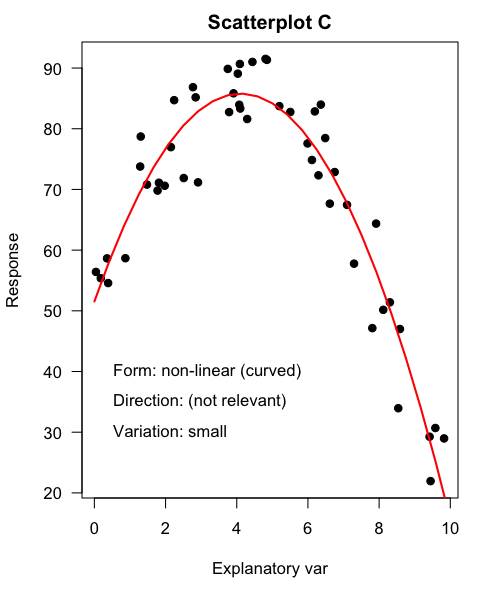 Scatterplot C
Response
90
80
70
60
50
40
30
20
Form: non-linear (curved)
Direction: (not relevant)
Variation: small
0 2 4 6 8 10
Explanatory var